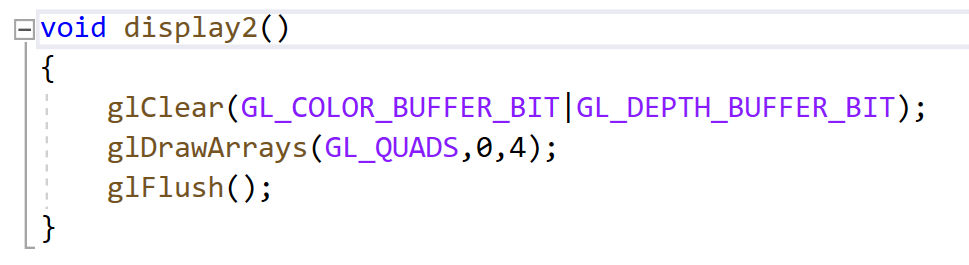 void display2()
{
glClear(GL_COLOR_BUFFER_BIT|GL_DEPTH_BUFFER_BIT);
glDrawArrays(GL_QUADS,0,4);
glFlush();
}